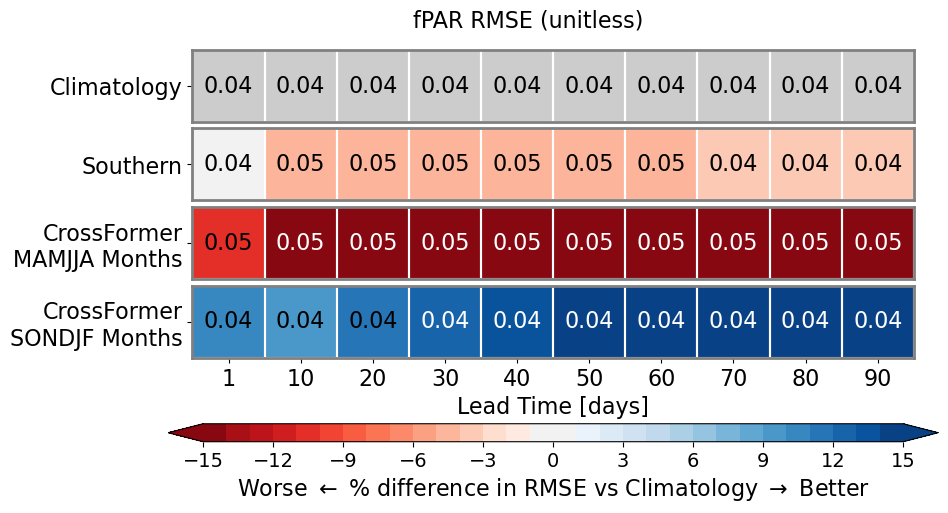 fPAR RMSE (unitless)
Climatology 0.04 0.04 0.04 0.04 0.04 0.04 0.04 0.04 0.04 0.04
Southern 0.04 0.05 0.05 0.05 0.05 0.05 0.05 0.04 0.04 0.04
CrossFormer
MAMJJA Months 0.05 0.05 0.05 0.05 0.05 0.05 0.05 0.05 0.05 0.05
CrossFormer
SONDJF Months 0.04 0.04 0.04 0.04 0.04 0.04 0.04 0.04 0.04 0.04
1 10 20 30 40 50 60 70 80 90
Lead Time [days]
−15 −12 −9 −6 −3 0 3 6 9 12 15
Worse ← % difference in RMSE vs Climatology → Better